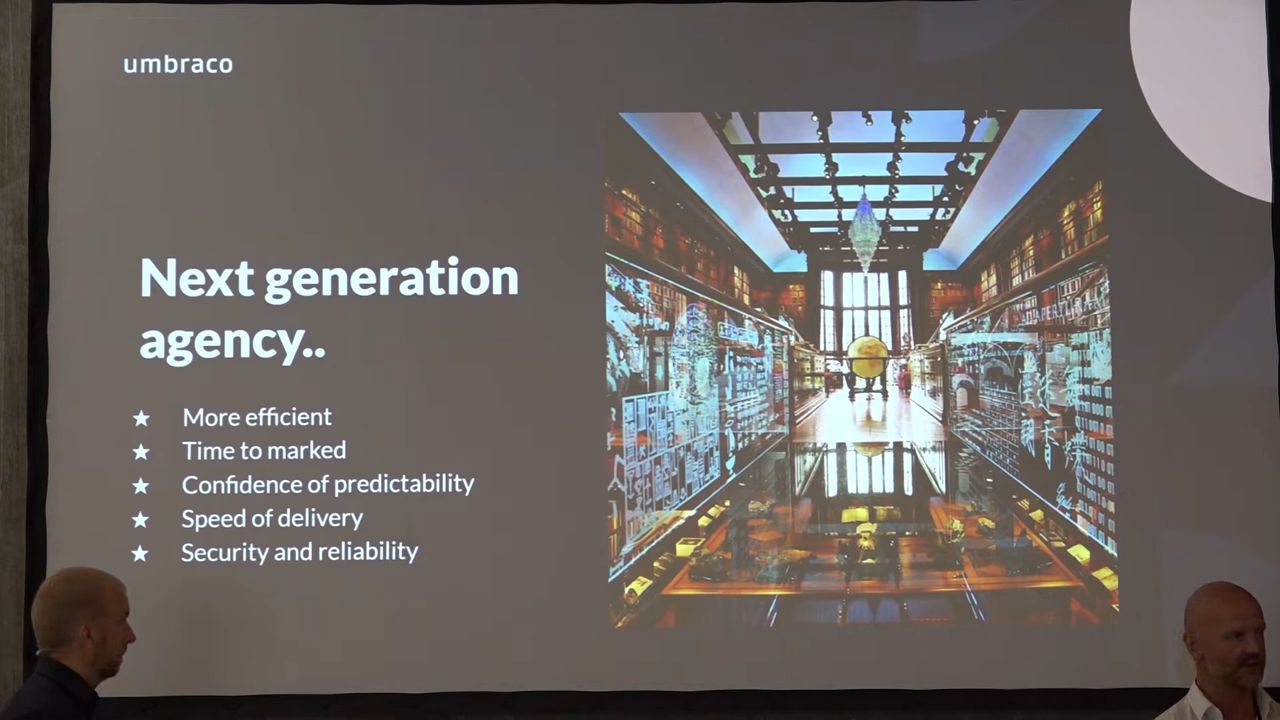 umbraco
Next generation
agency..
★ More efficient
★ Time to marked
★ Confidence of predictability
★ Speed of delivery
★ Security and reliability